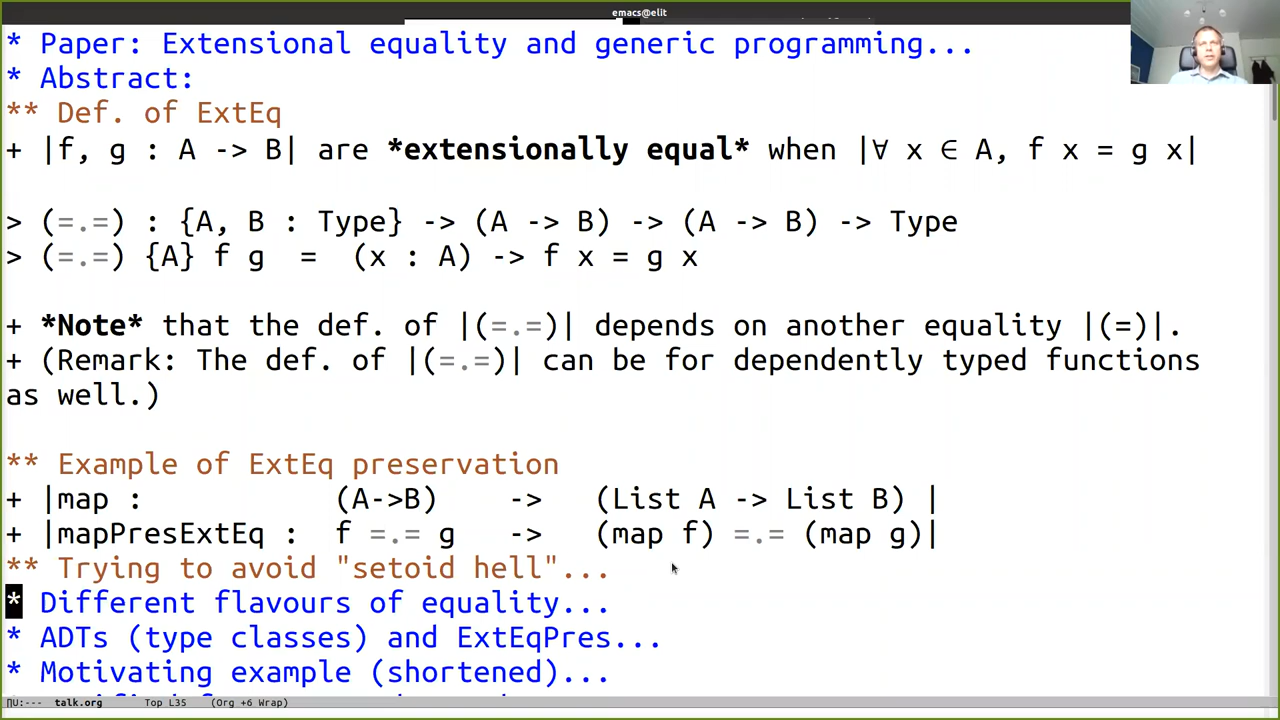 emacs@elit
* Paper: Extensional equality and generic programming...
* Abstract:
** Def. of ExtEq
+ |f, g : A -> B| are *extensionally equal* when |∀ x ∈ A, f x = g x|
> (=.=) : {A, B : Type} -> (A -> B) -> (A -> B) -> Type
> (=.=) {A} f g  =  (x : A) -> f x = g x
+ *Note* that the def. of |(=.=)| depends on another equality |(=)|.
+ (Remark: The def. of |(=.=)| can be for dependently typed functions
as well.)
** Example of ExtEq preservation
+ |map :           (A->B)    ->   (List A -> List B) |
+ |mapPresExtEq :  f =.= g    ->   (map f) =.= (map g)|
** Trying to avoid "setoid hell"...
* Different flavours of equality...
* ADTs (type classes) and ExtEqPres...
* Motivating example (shortened)...
U:---  talk.org      Top L35    (Org +6 Wrap)